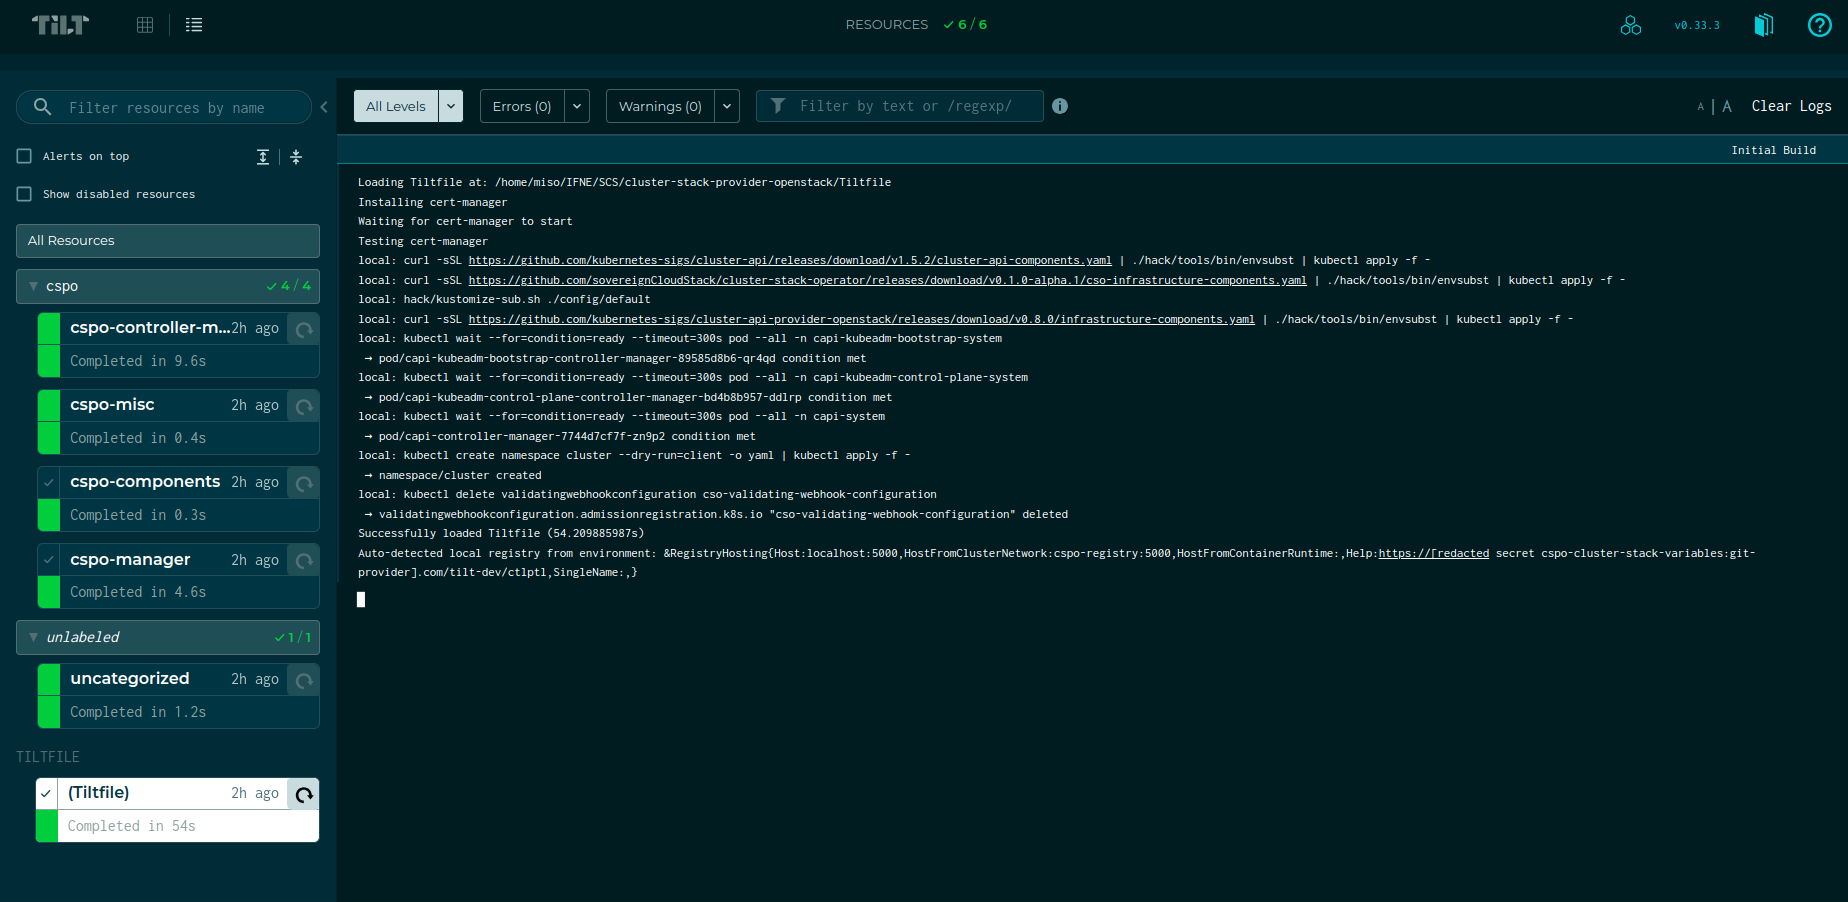 TILT
RESOURCES ✓ 6 / 6
v0.33.3
Filter resources by name
Alerts on top
Show disabled resources
All Resources
cspo ✓ 4 / 4
cspo-controller-m... 2h ago
Completed in 9.6s
cspo-misc 2h ago
Completed in 0.4s
cspo-components 2h ago
Completed in 0.3s
cspo-manager 2h ago
Completed in 4.6s
unlabeled ✓ 1 / 1
uncategorized 2h ago
Completed in 1.2s
TILTFILE
(Tiltfile) 2h ago
Completed in 54s
All Levels Errors (0) Warnings (0) Filter by text or /regexp/ A | A Clear Logs
Initial Build
Loading Tiltfile at: /home/miso/IFNE/SCS/cluster-stack-provider-openstack/Tiltfile
Installing cert-manager
Waiting for cert-manager to start
Testing cert-manager
local: curl -sSL https://github.com/kubernetes-sigs/cluster-api/releases/download/v1.5.2/cluster-api-components.yaml | ./hack/tools/bin/envsubst | kubectl apply -f -
local: curl -sSL https://github.com/sovereignCloudStack/cluster-stack-operator/releases/download/v0.1.0-alpha.1/cso-infrastructure-components.yaml | ./hack/tools/bin/envsubst | kubectl apply -f -
local: hack/kustomize-sub.sh ./config/default
local: curl -sSL https://github.com/kubernetes-sigs/cluster-api-provider-openstack/releases/download/v0.8.0/infrastructure-components.yaml | ./hack/tools/bin/envsubst | kubectl apply -f -
local: kubectl wait --for=condition=ready --timeout=300s pod --all -n capi-kubeadm-bootstrap-system
→ pod/capi-kubeadm-bootstrap-controller-manager-89585d8b6-qr4qd condition met
local: kubectl wait --for=condition=ready --timeout=300s pod --all -n capi-kubeadm-control-plane-system
→ pod/capi-kubeadm-control-plane-controller-manager-bd4b8b957-ddlrp condition met
local: kubectl wait --for=condition=ready --timeout=300s pod --all -n capi-system
→ pod/capi-controller-manager-7744d7cf7f-zn9p2 condition met
local: kubectl create namespace cluster --dry-run=client -o yaml | kubectl apply -f -
→ namespace/cluster created
local: kubectl delete validatingwebhookconfiguration cso-validating-webhook-configuration
→ validatingwebhookconfiguration.admissionregistration.k8s.io "cso-validating-webhook-configuration" deleted
Successfully loaded Tiltfile (54.209885987s)
Auto-detected local registry from environment: &RegistryHosting{Host:localhost:5000,HostFromClusterNetwork:cspo-registry:5000,HostFromContainerRuntime:,Help:https://[redacted secret cspo-cluster-stack-variables:git-
provider].com/tilt-dev/ctlptl,SingleName:,}